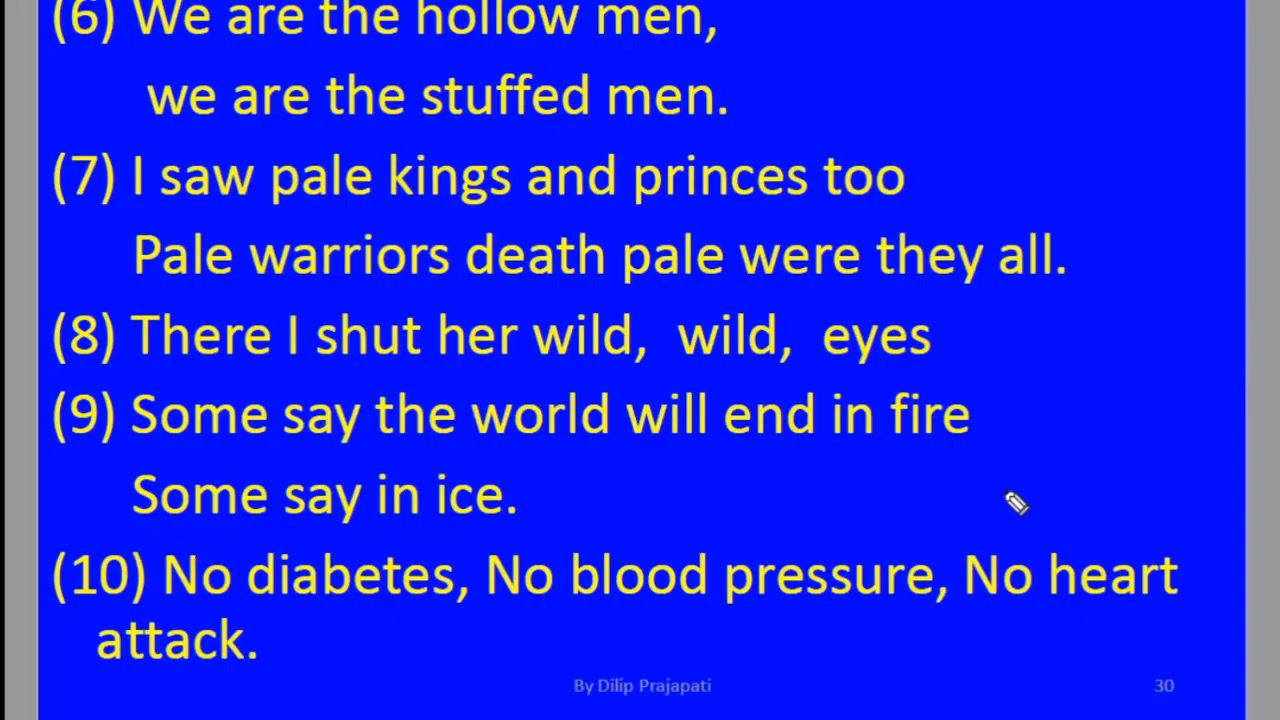 (6) We are the hollow men,
we are the stuffed men.
(7) I saw pale kings and princes too
Pale warriors death pale were they all.
(8) There I shut her wild, wild, eyes
(9) Some say the world will end in fire
Some say in ice.
(10) No diabetes, No blood pressure, No heart
attack.
By Dilip Prajapati 30